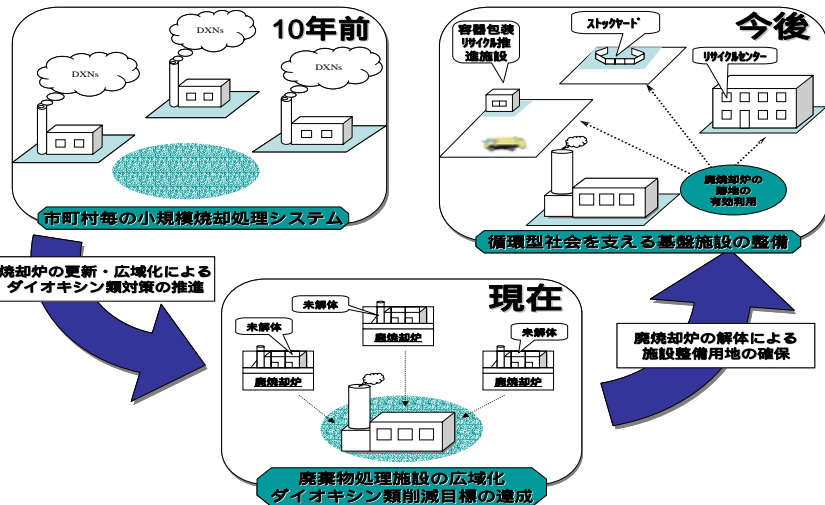 10年前
DXNs
DXNs
DXNs
市町村毎の小規模焼却処理システム
焼却炉の更新・広域化による
ダイオキシン類対策の推進
現在
未解体
未解体
未解体
廃焼却炉
廃焼却炉
廃焼却炉
廃棄物処理施設の広域化
ダイオキシン類削減目標の達成
廃焼却炉の解体による
施設整備用地の確保
今後
容器包装
ﾘｻｲｸﾙ推
進施設
ｽﾄｯｸﾔｰﾄﾞ
ﾘｻｲｸﾙｾﾝﾀｰ
廃焼却炉の
跡地の
有効利用
循環型社会を支える基盤施設の整備